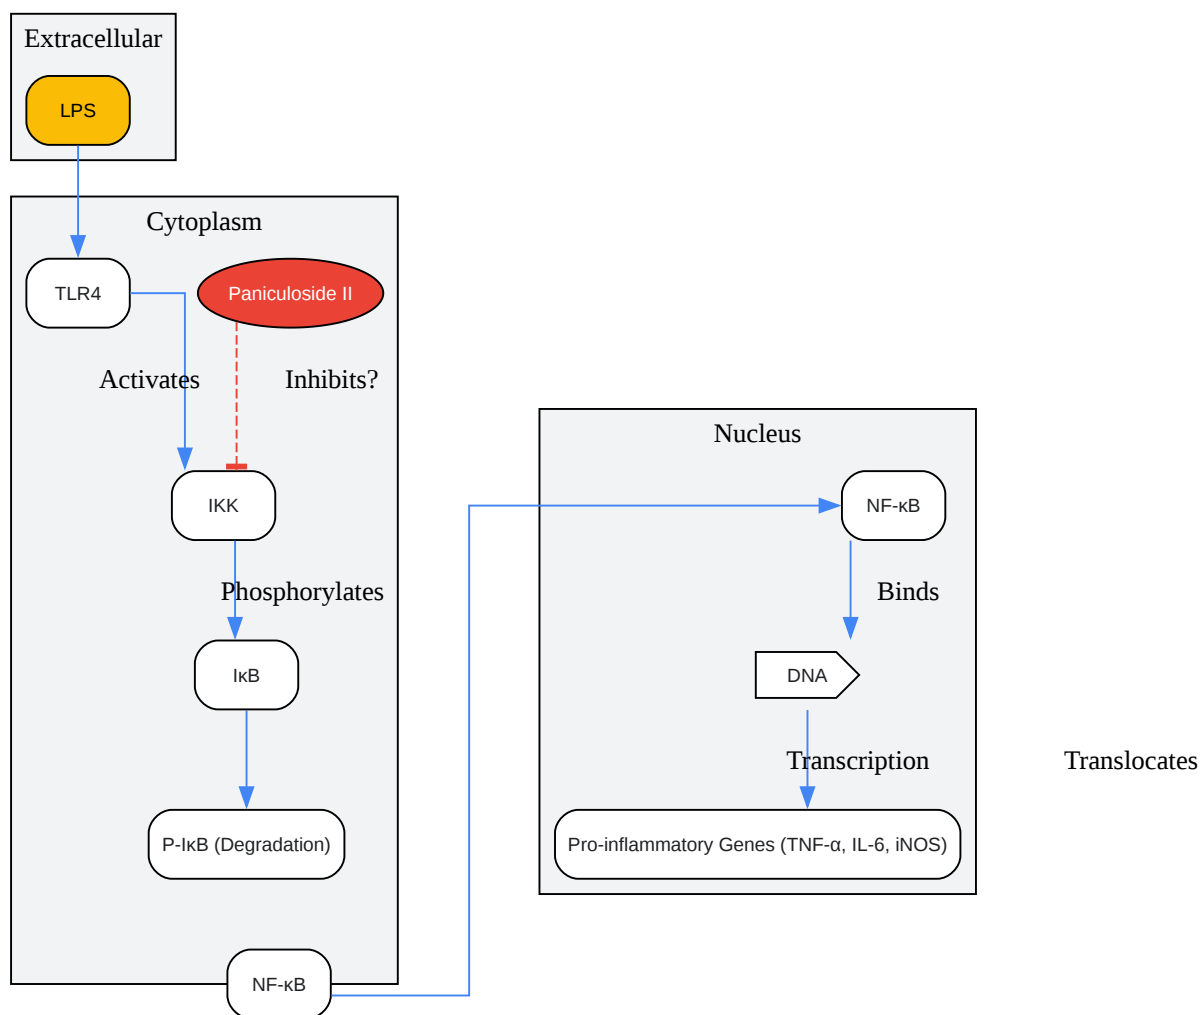 Extracellular
LPS
Cytoplasm
TLR4
Paniculoside II
Activates
Inhibits?
IKK
Phosphorylates
IκB
P-IκB (Degradation)
NF-κB
Nucleus
NF-κB
Binds
DNA
Transcription
Translocates
Pro-inflammatory Genes (TNF-α, IL-6, iNOS)